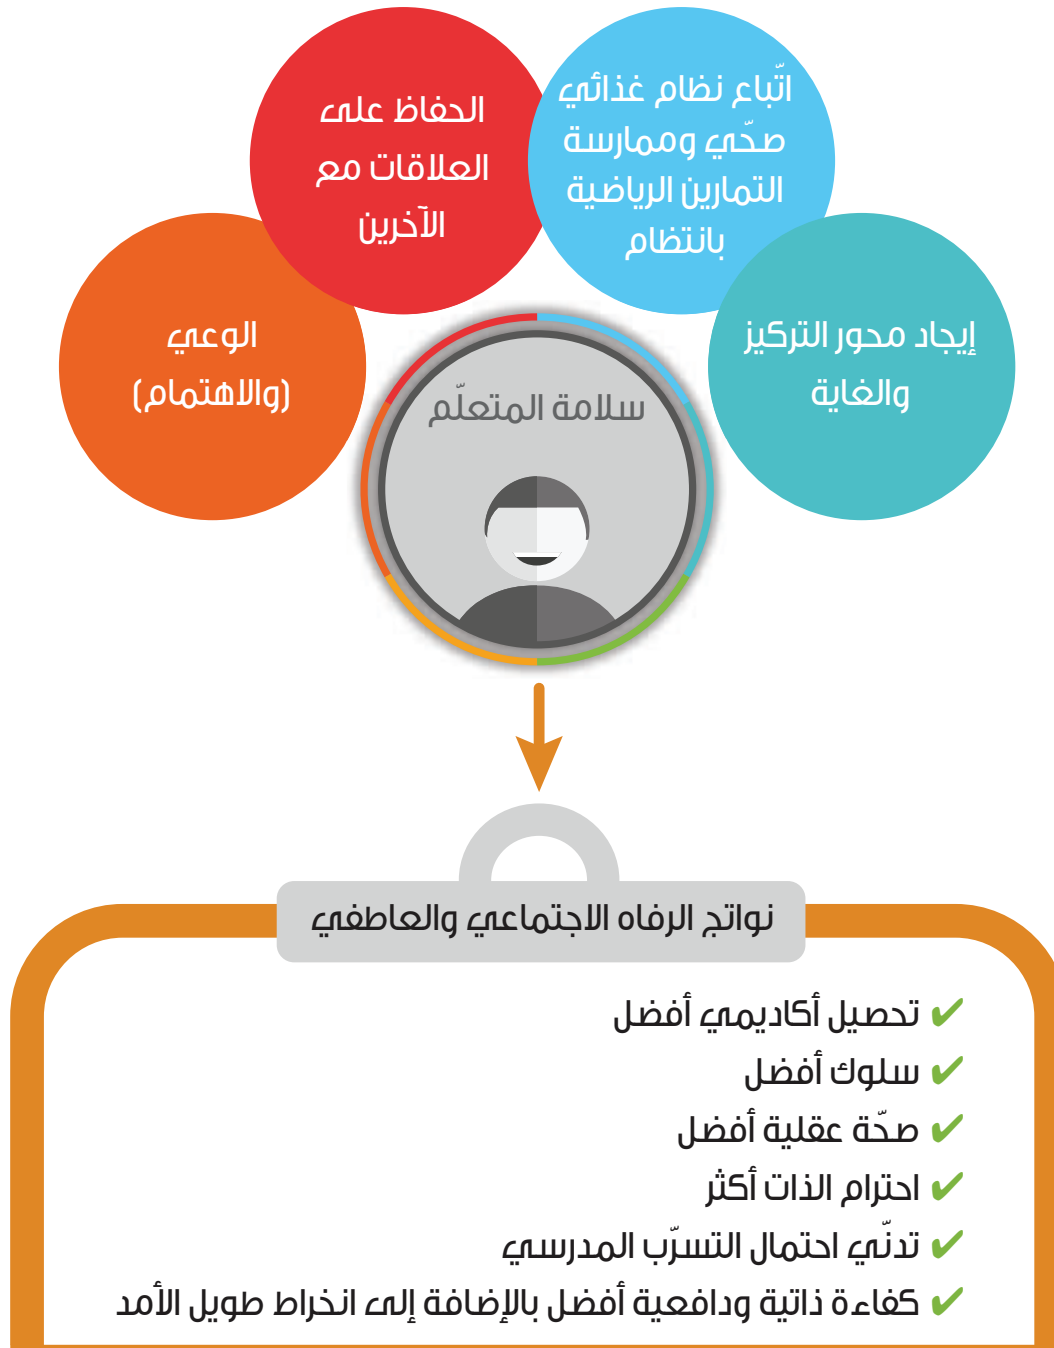 اتّباع نظام غذائي
صحّي وممارسة
التمارين الرياضية
بانتظام
الحفاظ على
العلاقات مع
الآخرين
إيجاد محور التركيز
والغاية
الوعي
(والاهتمام)
سلامة المتعلّم
نواتج الرفاه الاجتماعي والعاطفي
✔ تحصيل أكاديمي أفضل
✔ سلوك أفضل
✔ صحّة عقلية أفضل
✔ احترام الذات أكثر
✔ تدنّي احتمال التسرّب المدرسي
✔ كفاءة ذاتية ودافعية أفضل بالإضافة إلى انخراط طويل الأمد